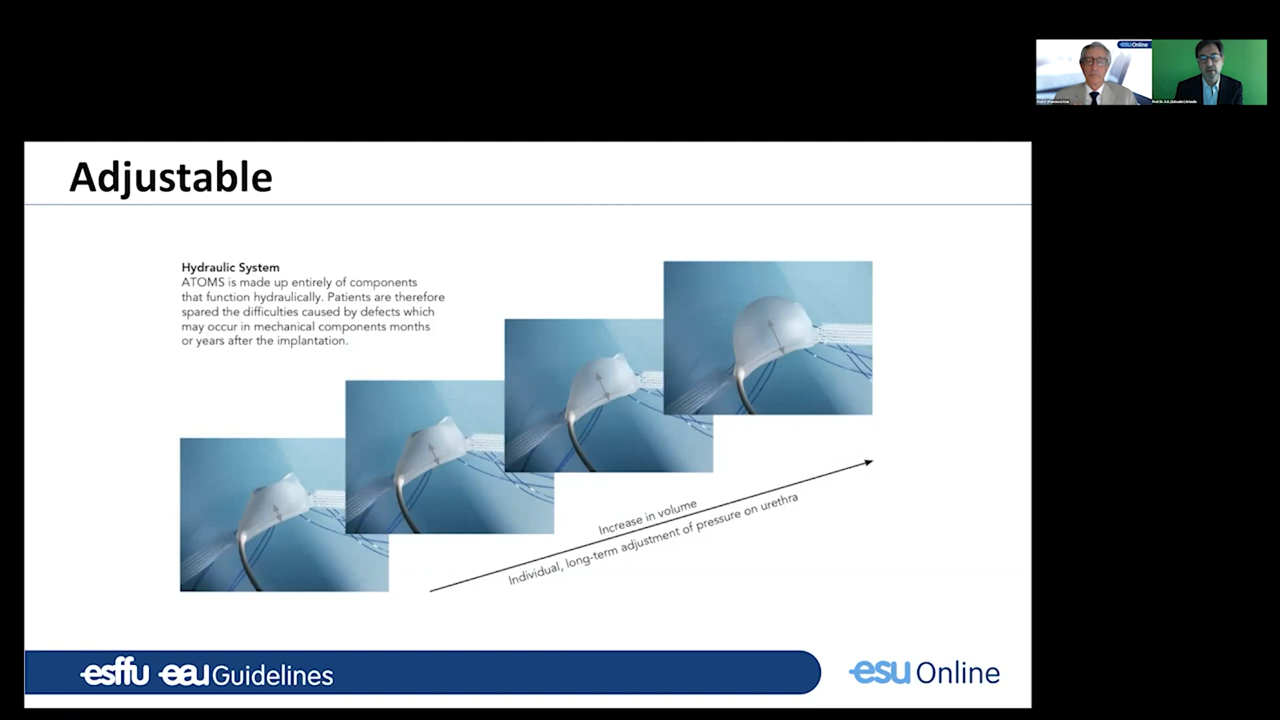 esu Online
Adjustable
Hydraulic System
ATOMS is made up entirely of components
that function hydraulically. Patients are therefore
spared the difficulties caused by defects which
may occur in mechanical components months
or years after the implantation.
Increase in volume
Individual, long-term adjustment of pressure on urethra
esffu eau Guidelines
esu Online